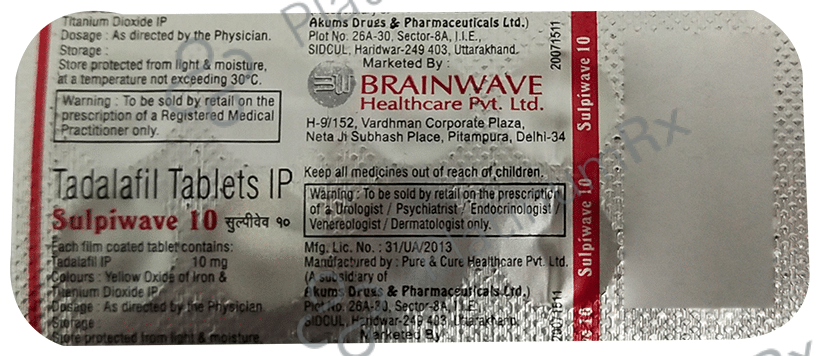 Titanium Dioxide IP
Dosage : As directed by the Physician.
Storage :
Store protected from light & moisture,
at a temperature not exceeding 30°C.
Warning : To be sold by retail on the
prescription of a Registered Medical
Practitioner only.
Tadalafil Tablets IP
Sulpiwave 10 सुल्पीवेव १०
Each film coated tablet contains:
Tadalafil IP 10 mg
Colours : Yellow Oxide of Iron &
Titanium Dioxide IP
Dosage : As directed by the Physician
Storage :
Store protected from light & moisture,
Akums Drugs & Pharmaceuticals Ltd.)
Plot No. 26A-30, Sector-8A, I.I.E.,
SIDCUL, Haridwar-249 403, Uttarakhand.
Marketed By :
BRAINWAVE
Healthcare Pvt. Ltd.
H-9/152, Vardhman Corporate Plaza,
Neta Ji Subhash Place, Pitampura, Delhi-34
Keep all medicines out of reach of children.
Warning : To be sold by retail on the prescription
of a Urologist / Psychiatrist / Endocrinologist /
Venereologist / Dermatologist only.
Mfg. Lic. No. : 31/UA/2013
Manufactured by : Pure & Cure Healthcare Pvt. Ltd.
(A subsidiary of
Akums Drugs & Pharmaceuticals Ltd.)
Plot No. 26A-30, Sector-8A, I.I.E.,
SIDCUL, Haridwar-249 403, Uttarakhand.
Marketed By
20071511
20071511
Sulpiwave 10
Sulpiwave 10
Sulpiwave 10